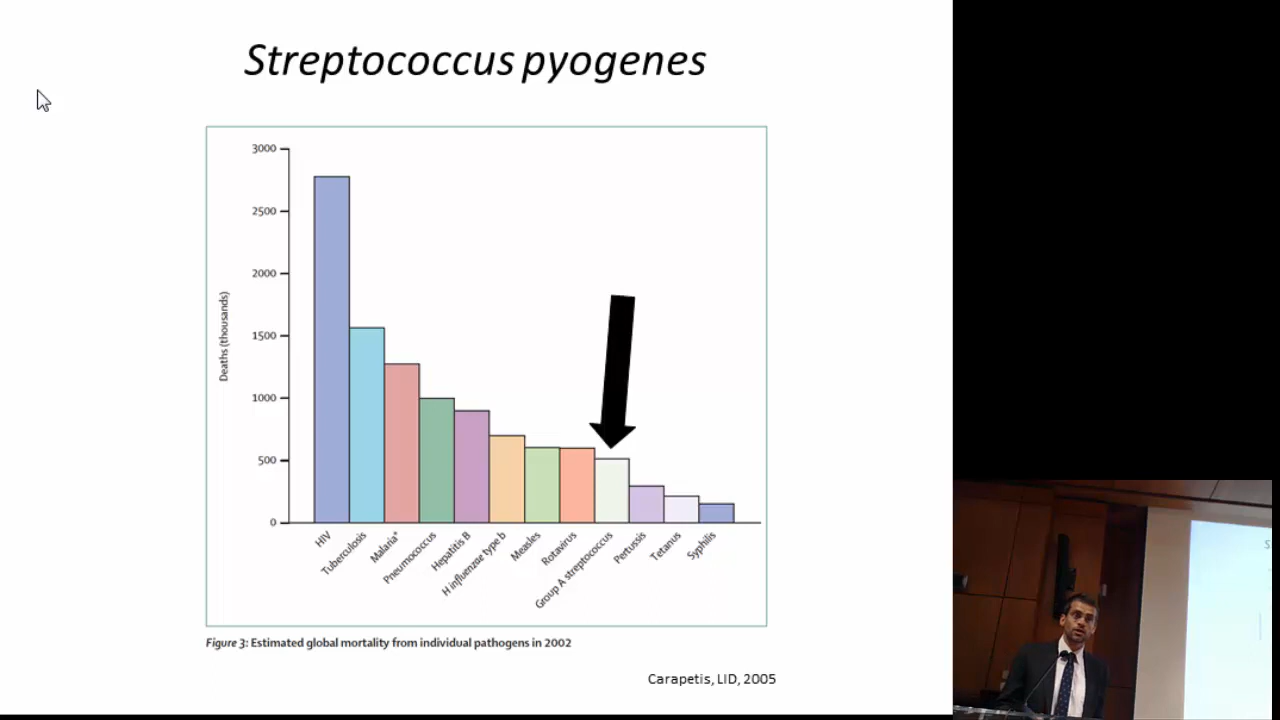 Streptococcus pyogenes
3000
2500
2000
1500
1000
500
0
Deaths (thousands)
HIV
Tuberculosis
Malaria*
Pneumococcus
Hepatitis B
H influenzae type b
Measles
Rotavirus
Group A streptococcus
Pertussis
Tetanus
Syphilis
Figure 3: Estimated global mortality from individual pathogens in 2002
Carapetis, LID, 2005
S